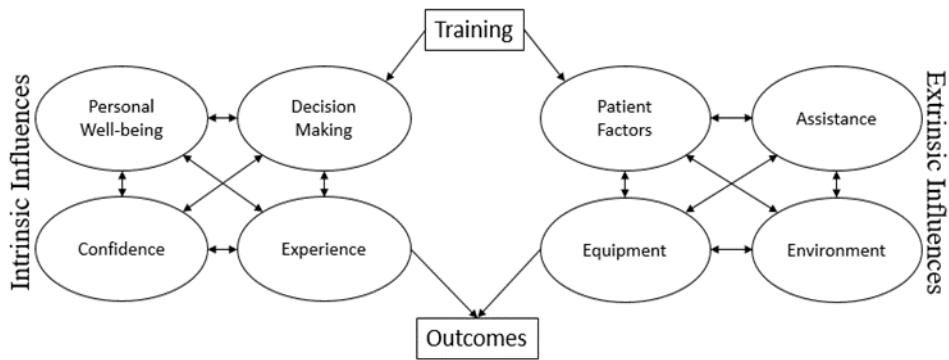 Training
Intrinsic Influences
Personal
Well-being
Decision
Making
Confidence
Experience
Patient
Factors
Assistance
Equipment
Environment
Extrinsic Influences
Outcomes